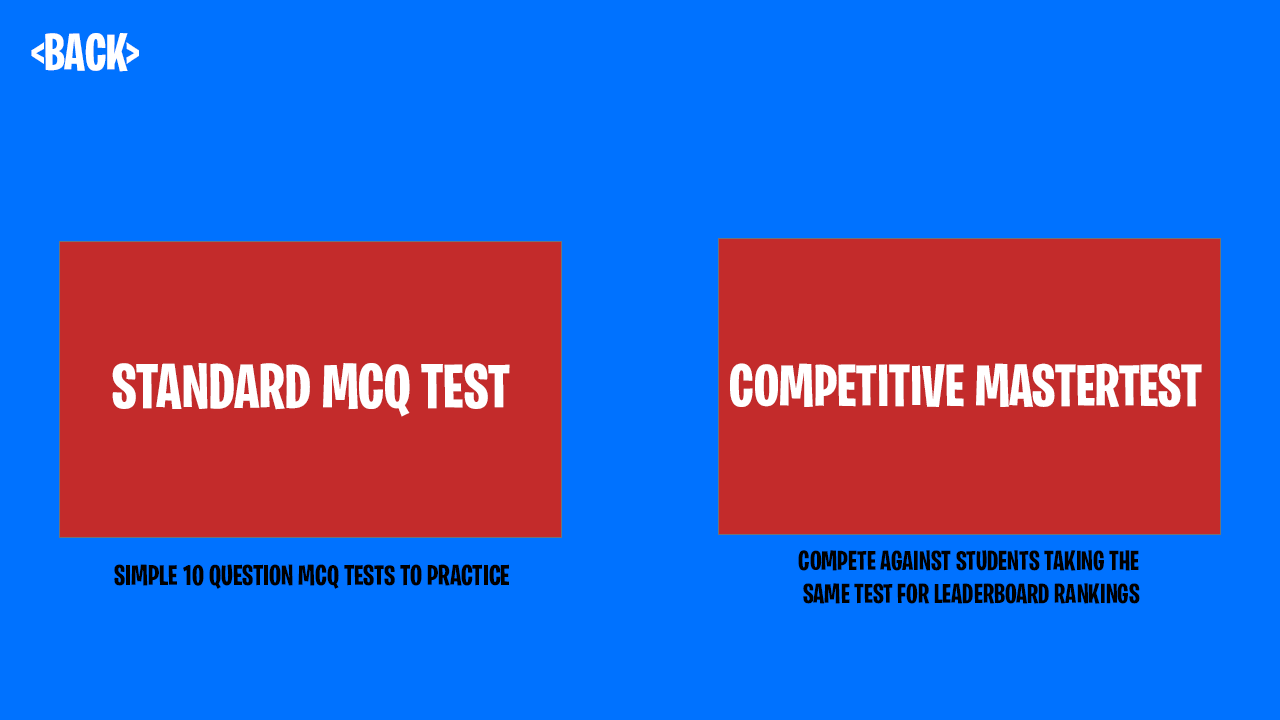 <BACK>
STANDARD MCQ TEST
SIMPLE 10 QUESTION MCQ TESTS TO PRACTICE
COMPETITIVE MASTERTEST
COMPETE AGAINST STUDENTS TAKING THE
SAME TEST FOR LEADERBOARD RANKINGS